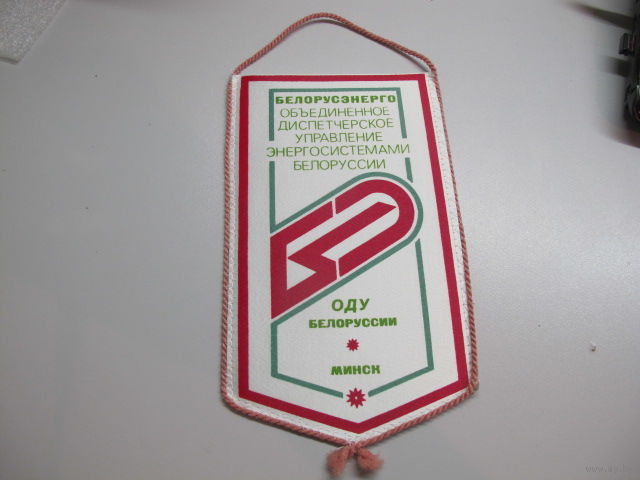 БЕЛОРУСЭНЕРГО
ОБЪЕДИНЕННОЕ
ДИСПЕТЧЕРСКОЕ
УПРАВЛЕНИЕ
ЭНЕРГОСИСТЕМАМИ
БЕЛОРУССИИ
ОДУ
БЕЛОРУССИИ
МИНСК